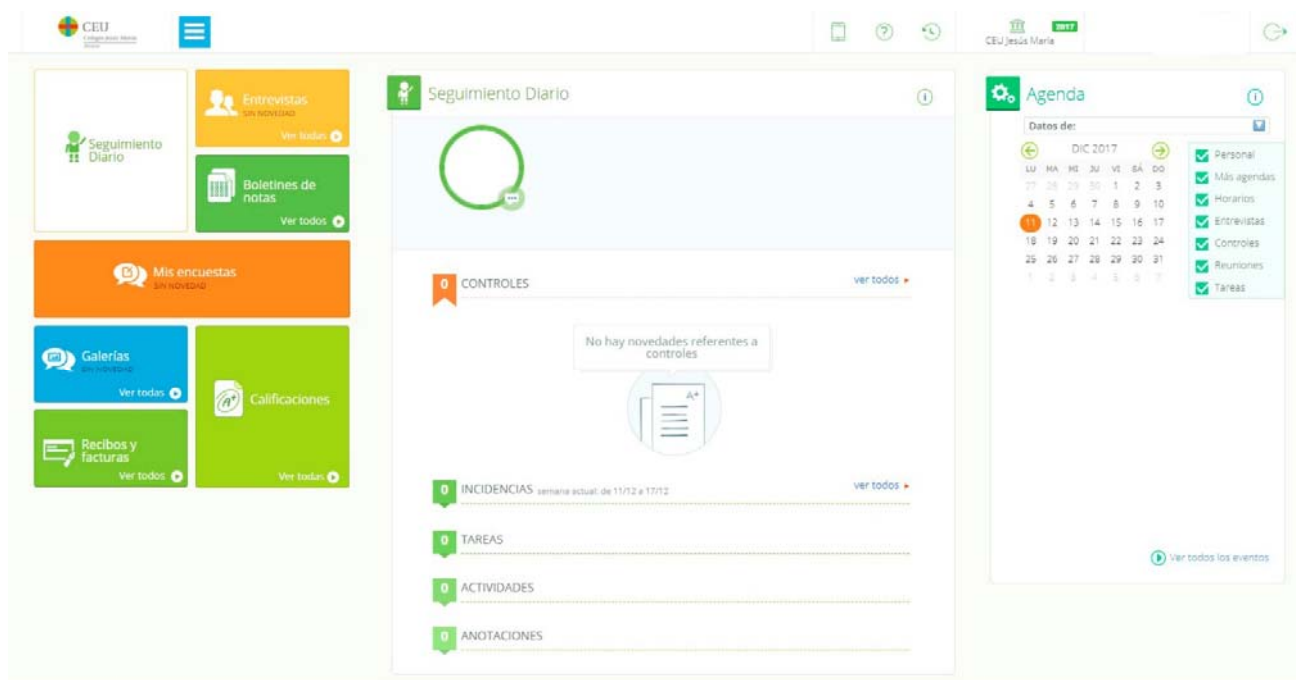 CEU
Colegio Jesús María
CEU Jesús María
2017
Seguimiento
Diario
Entrevistas
SIN NOVEDAD
Ver todas
Boletines de
notas
Ver todos
Mis encuestas
SIN NOVEDAD
Galerías
SIN NOVEDAD
Ver todas
Recibos y
facturas
Ver todos
Calificaciones
Ver todas
Seguimiento Diario
0 CONTROLES
ver todos
No hay novedades referentes a
controles
A+
0 INCIDENCIAS semana actual: de 11/12 a 17/12
ver todos
0 TAREAS
0 ACTIVIDADES
0 ANOTACIONES
Agenda
Datos de:
DIC 2017
LU MA MI JU VI SÁ DO
27 28 29 30 1 2 3
4 5 6 7 8 9 10
11 12 13 14 15 16 17
18 19 20 21 22 23 24
25 26 27 28 29 30 31
1 2 3 4 5 6 7
Personal
Más agendas
Horarios
Entrevistas
Controles
Reuniones
Tareas
Ver todos los eventos